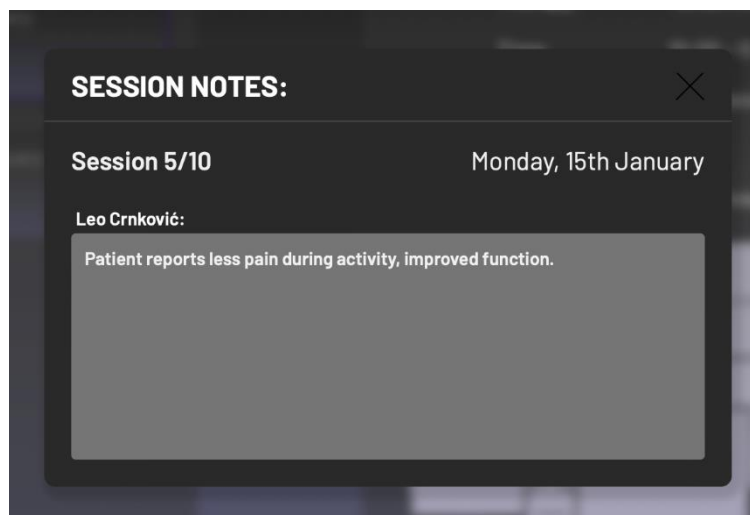 SESSION NOTES:
Session 5/10
Monday, 15th January
Leo Crnković:
Patient reports less pain during activity, improved function.